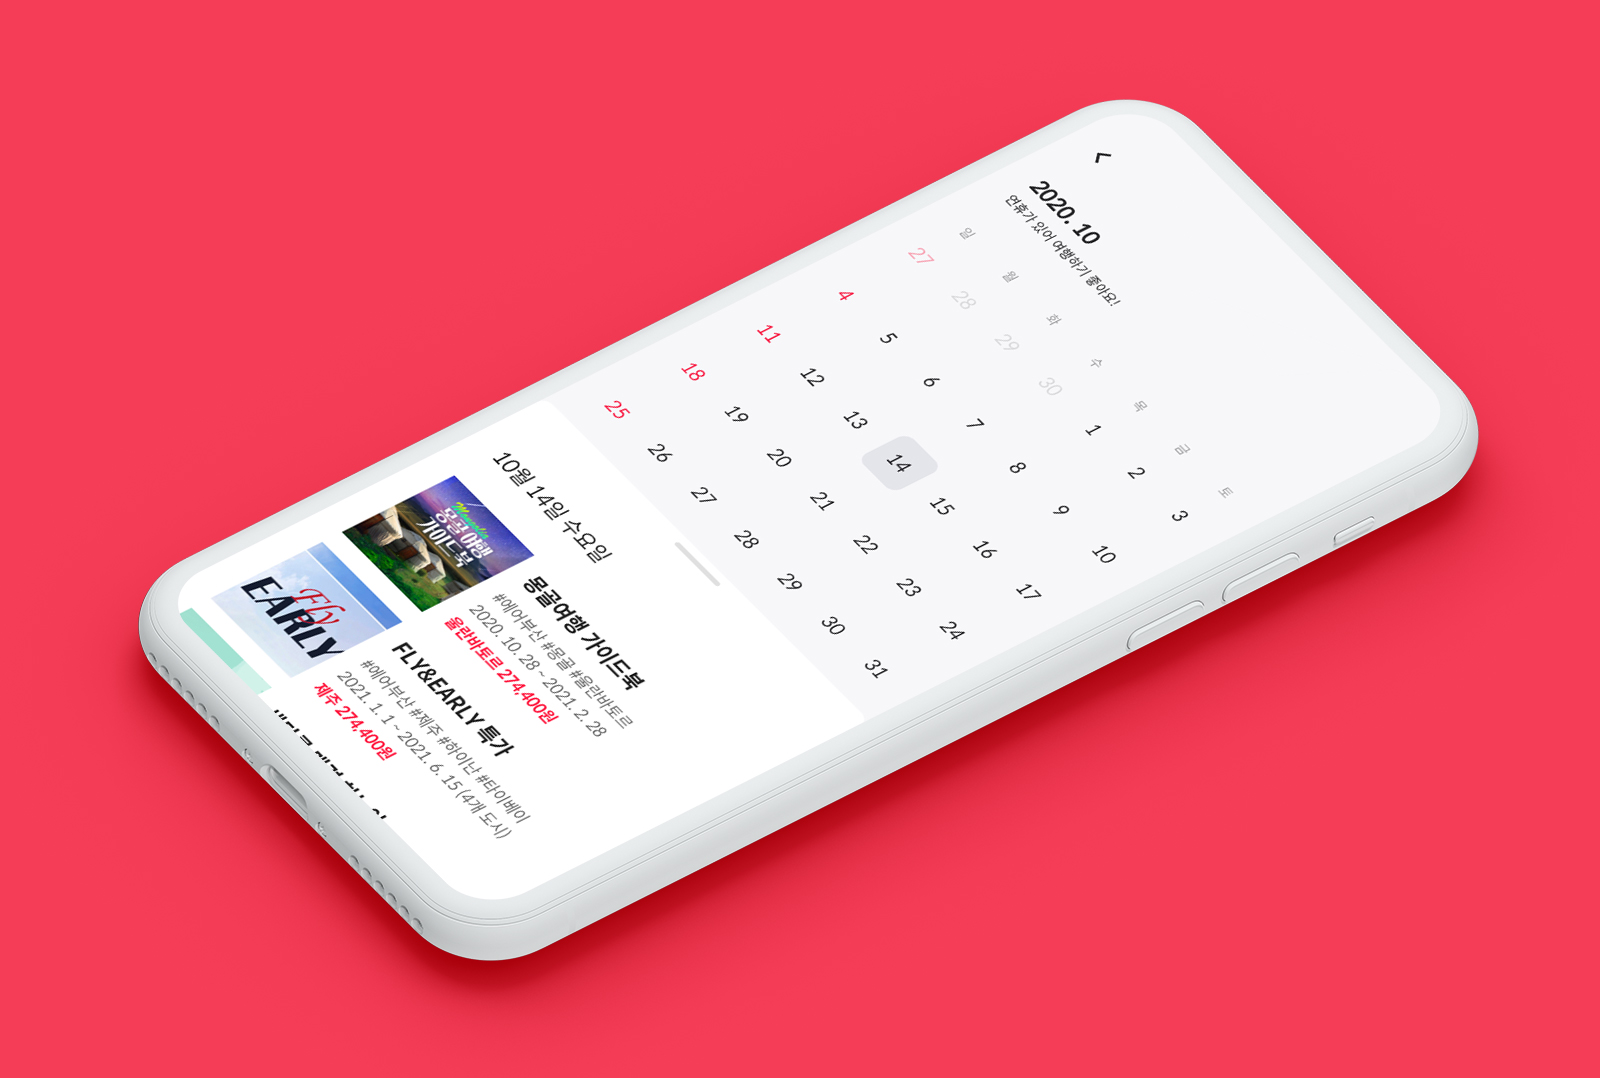 2020. 10
연휴가 있어 여행하기 좋아요!
일 월 화 수 목 금 토
27 28 29 30 1 2 3
4 5 6 7 8 9 10
11 12 13 14 15 16 17
18 19 20 21 22 23 24
25 26 27 28 29 30 31
10월 14일 수요일
몽골여행
가이드북
몽골여행 가이드북
#에어부산 #몽골 #울란바토르
2020. 10. 28 ~ 2021. 2. 28
울란바토르 274,400원
Fly
EARLY
FLY&EARLY 특가
#에어부산 #제주 #하이난 #타이베이
2021. 1. 1 ~ 2021. 6. 15 (4개 도시)
제주 274,400원